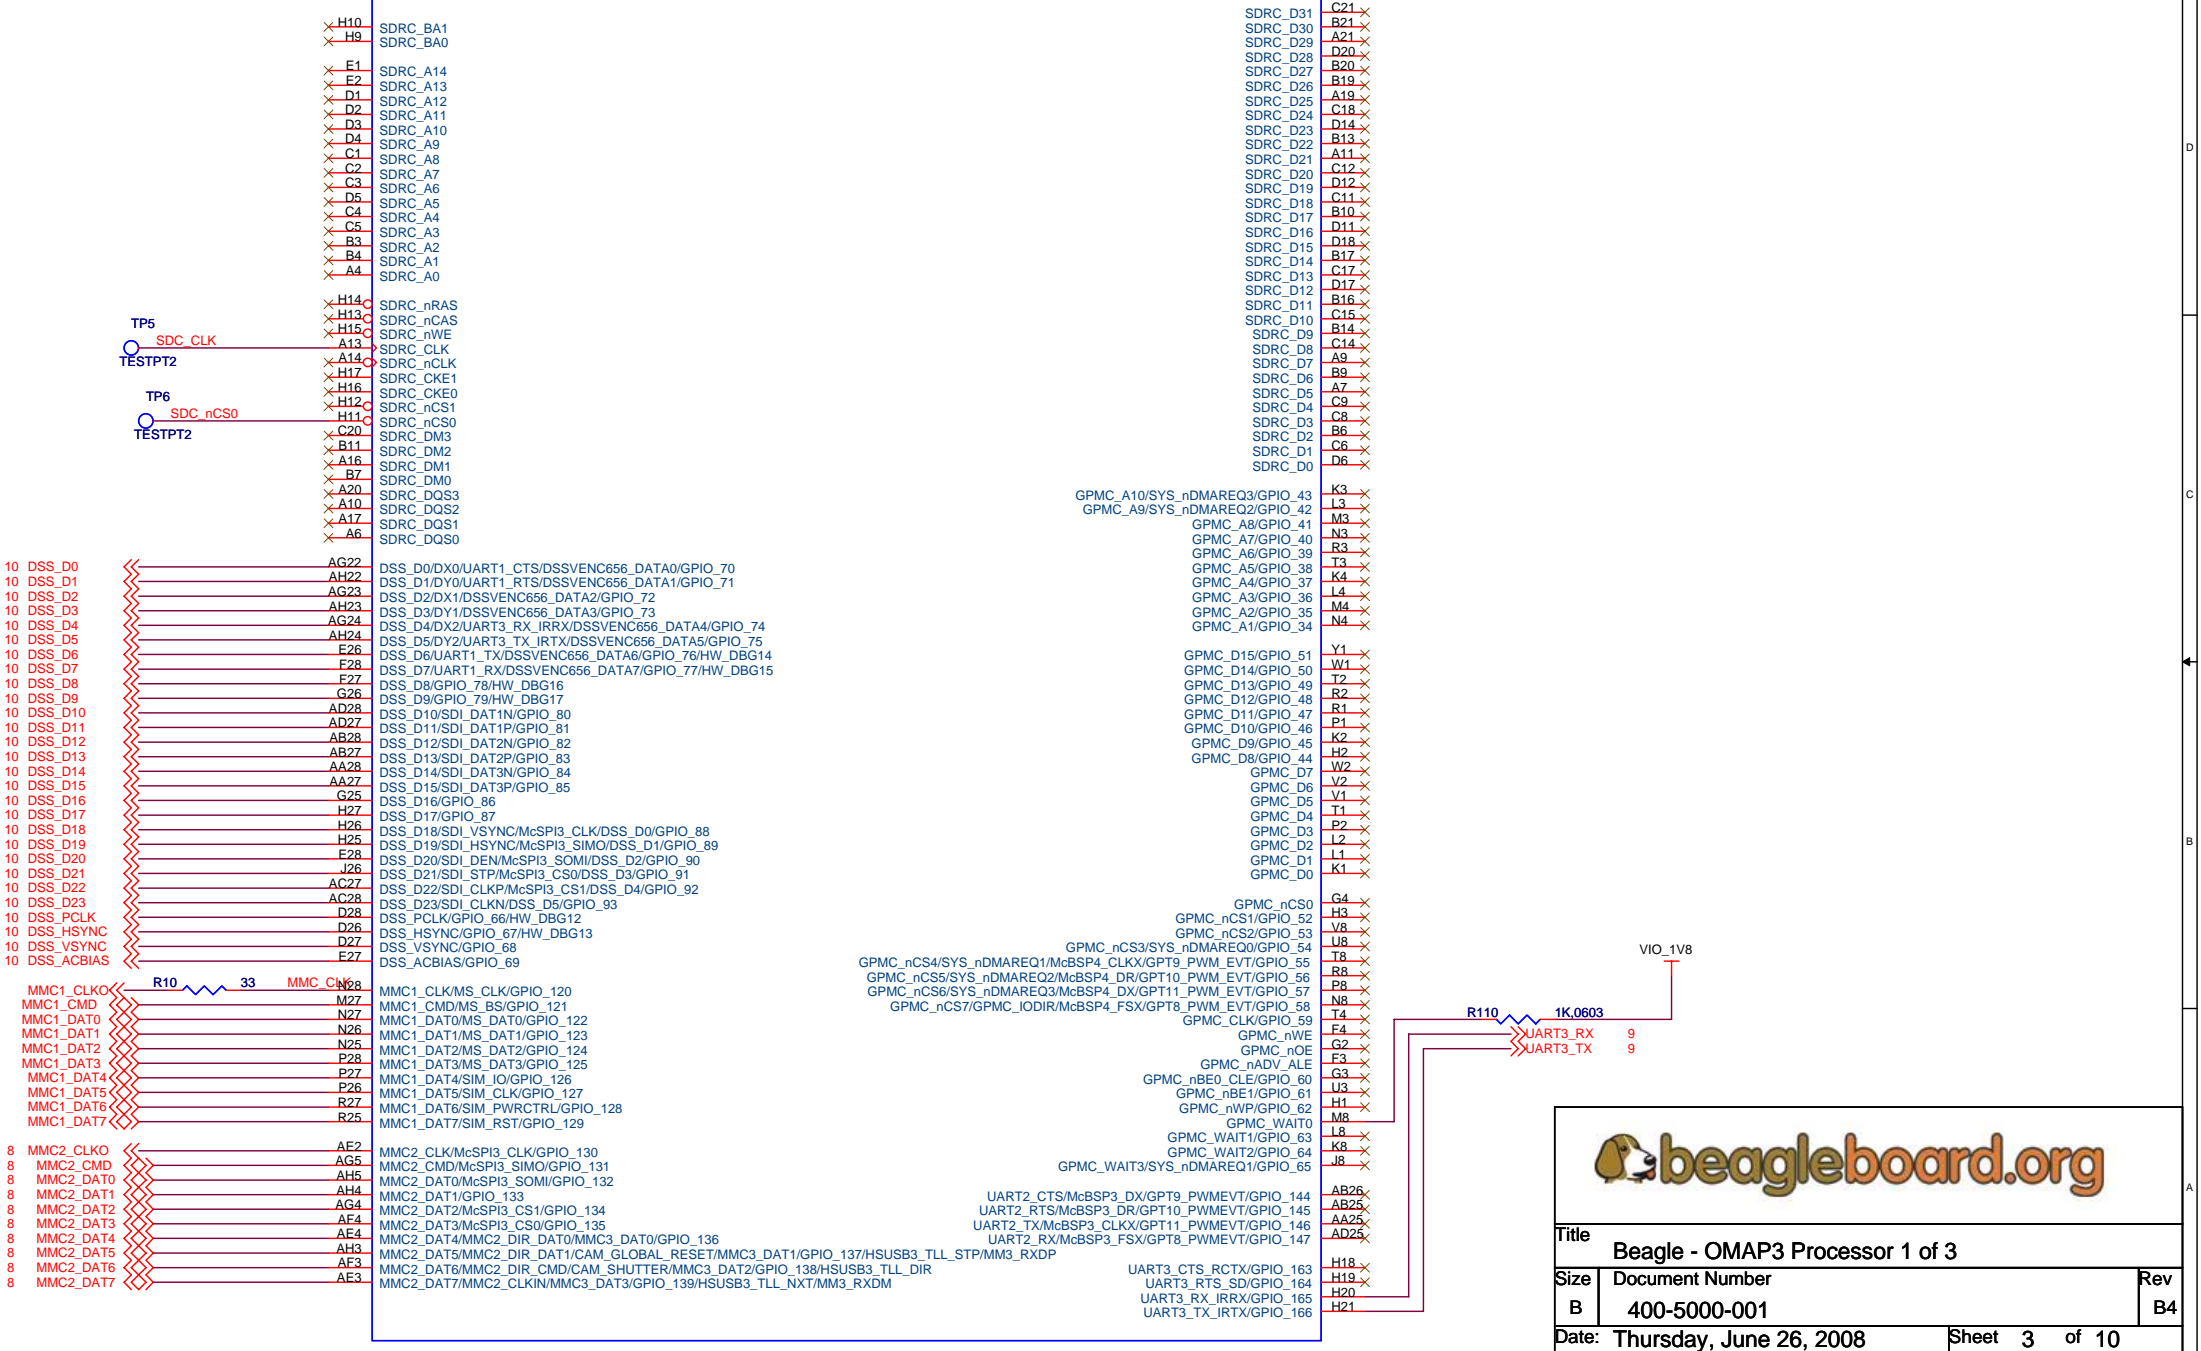 H10 SDRC_BA1
H9 SDRC_BA0
E1 SDRC_A14
E2 SDRC_A13
D1 SDRC_A12
D2 SDRC_A11
D3 SDRC_A10
D4 SDRC_A9
C1 SDRC_A8
C2 SDRC_A7
C3 SDRC_A6
D5 SDRC_A5
C4 SDRC_A4
C5 SDRC_A3
B3 SDRC_A2
B4 SDRC_A1
A4 SDRC_A0
H14 SDRC_nRAS
H13 SDRC_nCAS
H15 SDRC_nWE
TP5
SDC_CLK A13 SDRC_CLK
TESTPT2
A14 SDRC_nCLK
H17 SDRC_CKE1
H16 SDRC_CKE0
TP6
H12 SDRC_nCS1
SDC_nCS0 H11 SDRC_nCS0
TESTPT2
C20 SDRC_DM3
B11 SDRC_DM2
A16 SDRC_DM1
B7 SDRC_DM0
A20 SDRC_DQS3
A10 SDRC_DQS2
A17 SDRC_DQS1
A6 SDRC_DQS0
10 DSS_D0 AG22 DSS_D0/DX0/UART1_CTS/DSSVENC656_DATA0/GPIO_70
10 DSS_D1 AH22 DSS_D1/DY0/UART1_RTS/DSSVENC656_DATA1/GPIO_71
10 DSS_D2 AG23 DSS_D2/DX1/DSSVENC656_DATA2/GPIO_72
10 DSS_D3 AH23 DSS_D3/DY1/DSSVENC656_DATA3/GPIO_73
10 DSS_D4 AG24 DSS_D4/DX2/UART3_RX_IRRX/DSSVENC656_DATA4/GPIO_74
10 DSS_D5 AH24 DSS_D5/DY2/UART3_TX_IRTX/DSSVENC656_DATA5/GPIO_75
10 DSS_D6 E26 DSS_D6/UART1_TX/DSSVENC656_DATA6/GPIO_76/HW_DBG14
10 DSS_D7 F28 DSS_D7/UART1_RX/DSSVENC656_DATA7/GPIO_77/HW_DBG15
10 DSS_D8 F27 DSS_D8/GPIO_78/HW_DBG16
10 DSS_D9 G26 DSS_D9/GPIO_79/HW_DBG17
10 DSS_D10 AD28 DSS_D10/SDI_DAT1N/GPIO_80
10 DSS_D11 AD27 DSS_D11/SDI_DAT1P/GPIO_81
10 DSS_D12 AB28 DSS_D12/SDI_DAT2N/GPIO_82
10 DSS_D13 AB27 DSS_D13/SDI_DAT2P/GPIO_83
10 DSS_D14 AA28 DSS_D14/SDI_DAT3N/GPIO_84
10 DSS_D15 AA27 DSS_D15/SDI_DAT3P/GPIO_85
10 DSS_D16 G25 DSS_D16/GPIO_86
10 DSS_D17 H27 DSS_D17/GPIO_87
10 DSS_D18 H26 DSS_D18/SDI_VSYNC/McSPI3_CLK/DSS_D0/GPIO_88
10 DSS_D19 H25 DSS_D19/SDI_HSYNC/McSPI3_SIMO/DSS_D1/GPIO_89
10 DSS_D20 E28 DSS_D20/SDI_DEN/McSPI3_SOMI/DSS_D2/GPIO_90
10 DSS_D21 J26 DSS_D21/SDI_STP/McSPI3_CS0/DSS_D3/GPIO_91
10 DSS_D22 AC27 DSS_D22/SDI_CLKP/McSPI3_CS1/DSS_D4/GPIO_92
10 DSS_D23 AC28 DSS_D23/SDI_CLKN/DSS_D5/GPIO_93
10 DSS_PCLK D28 DSS_PCLK/GPIO_66/HW_DBG12
10 DSS_HSYNC D26 DSS_HSYNC/GPIO_67/HW_DBG13
10 DSS_VSYNC D27 DSS_VSYNC/GPIO_68
10 DSS_ACBIAS E27 DSS_ACBIAS/GPIO_69
MMC1_CLKO R10 33 MMC_CLK N28 MMC1_CLK/MS_CLK/GPIO_120
MMC1_CMD M27 MMC1_CMD/MS_BS/GPIO_121
MMC1_DAT0 N27 MMC1_DAT0/MS_DAT0/GPIO_122
MMC1_DAT1 N26 MMC1_DAT1/MS_DAT1/GPIO_123
MMC1_DAT2 N25 MMC1_DAT2/MS_DAT2/GPIO_124
MMC1_DAT3 P28 MMC1_DAT3/MS_DAT3/GPIO_125
MMC1_DAT4 P27 MMC1_DAT4/SIM_IO/GPIO_126
MMC1_DAT5 P26 MMC1_DAT5/SIM_CLK/GPIO_127
MMC1_DAT6 R27 MMC1_DAT6/SIM_PWRCTRL/GPIO_128
MMC1_DAT7 R25 MMC1_DAT7/SIM_RST/GPIO_129
8 MMC2_CLKO AE2 MMC2_CLK/McSPI3_CLK/GPIO_130
8 MMC2_CMD AG5 MMC2_CMD/McSPI3_SIMO/GPIO_131
8 MMC2_DAT0 AH5 MMC2_DAT0/McSPI3_SOMI/GPIO_132
8 MMC2_DAT1 AH4 MMC2_DAT1/GPIO_133
8 MMC2_DAT2 AG4 MMC2_DAT2/McSPI3_CS1/GPIO_134
8 MMC2_DAT3 AF4 MMC2_DAT3/McSPI3_CS0/GPIO_135
8 MMC2_DAT4 AE4 MMC2_DAT4/MMC2_DIR_DAT0/MMC3_DAT0/GPIO_136
8 MMC2_DAT5 AH3 MMC2_DAT5/MMC2_DIR_DAT1/CAM_GLOBAL_RESET/MMC3_DAT1/GPIO_137/HSUSB3_TLL_STP/MM3_RXDP
8 MMC2_DAT6 AF3 MMC2_DAT6/MMC2_DIR_CMD/CAM_SHUTTER/MMC3_DAT2/GPIO_138/HSUSB3_TLL_DIR
8 MMC2_DAT7 AE3 MMC2_DAT7/MMC2_CLKIN/MMC3_DAT3/GPIO_139/HSUSB3_TLL_NXT/MM3_RXDM
SDRC_D31 C21
SDRC_D30 B21
SDRC_D29 A21
SDRC_D28 D20
SDRC_D27 B20
SDRC_D26 B19
SDRC_D25 A19
SDRC_D24 C18
SDRC_D23 D14
SDRC_D22 B13
SDRC_D21 A11
SDRC_D20 C12
SDRC_D19 D12
SDRC_D18 C11
SDRC_D17 B10
SDRC_D16 D11
SDRC_D15 D18
SDRC_D14 B17
SDRC_D13 C17
SDRC_D12 D17
SDRC_D11 B16
SDRC_D10 C15
SDRC_D9 B14
SDRC_D8 C14
SDRC_D7 A9
SDRC_D6 B9
SDRC_D5 A7
SDRC_D4 C9
SDRC_D3 C8
SDRC_D2 B6
SDRC_D1 C6
SDRC_D0 D6
GPMC_A10/SYS_nDMAREQ3/GPIO_43 K3
GPMC_A9/SYS_nDMAREQ2/GPIO_42 L3
GPMC_A8/GPIO_41 M3
GPMC_A7/GPIO_40 N3
GPMC_A6/GPIO_39 R3
GPMC_A5/GPIO_38 T3
GPMC_A4/GPIO_37 K4
GPMC_A3/GPIO_36 L4
GPMC_A2/GPIO_35 M4
GPMC_A1/GPIO_34 N4
GPMC_D15/GPIO_51 Y1
GPMC_D14/GPIO_50 W1
GPMC_D13/GPIO_49 T2
GPMC_D12/GPIO_48 R2
GPMC_D11/GPIO_47 R1
GPMC_D10/GPIO_46 P1
GPMC_D9/GPIO_45 K2
GPMC_D8/GPIO_44 H2
GPMC_D7 W2
GPMC_D6 V2
GPMC_D5 V1
GPMC_D4 T1
GPMC_D3 P2
GPMC_D2 L2
GPMC_D1 L1
GPMC_D0 K1
GPMC_nCS0 G4
GPMC_nCS1/GPIO_52 H3
GPMC_nCS2/GPIO_53 V8
GPMC_nCS3/SYS_nDMAREQ0/GPIO_54 U8
GPMC_nCS4/SYS_nDMAREQ1/McBSP4_CLKX/GPT9_PWM_EVT/GPIO_55 T8
GPMC_nCS5/SYS_nDMAREQ2/McBSP4_DR/GPT10_PWM_EVT/GPIO_56 R8
GPMC_nCS6/SYS_nDMAREQ3/McBSP4_DX/GPT11_PWM_EVT/GPIO_57 P8
GPMC_nCS7/GPMC_IODIR/McBSP4_FSX/GPT8_PWM_EVT/GPIO_58 N8
GPMC_CLK/GPIO_59 T4
GPMC_nWE F4
GPMC_nOE G2
GPMC_nADV_ALE F3
GPMC_nBE0_CLE/GPIO_60 G3
GPMC_nBE1/GPIO_61 U3
GPMC_nWP/GPIO_62 H1
GPMC_WAIT0 M8
GPMC_WAIT1/GPIO_63 L8
GPMC_WAIT2/GPIO_64 K8
GPMC_WAIT3/SYS_nDMAREQ1/GPIO_65 J8
UART2_CTS/McBSP3_DX/GPT9_PWMEVT/GPIO_144 AB26
UART2_RTS/McBSP3_DR/GPT10_PWMEVT/GPIO_145 AB25
UART2_TX/McBSP3_CLKX/GPT11_PWMEVT/GPIO_146 AA25
UART2_RX/McBSP3_FSX/GPT8_PWMEVT/GPIO_147 AD25
UART3_CTS_RCTX/GPIO_163 H18
UART3_RTS_SD/GPIO_164 H19
UART3_RX_IRRX/GPIO_165 H20
UART3_TX_IRTX/GPIO_166 H21
VIO_1V8
R110 1K,0603
UART3_RX 9
UART3_TX 9
D
C
B
A
beagleboard.org
Title
Beagle - OMAP3 Processor 1 of 3
Size Document Number Rev
B 400-5000-001 B4
Date: Thursday, June 26, 2008 Sheet 3 of 10